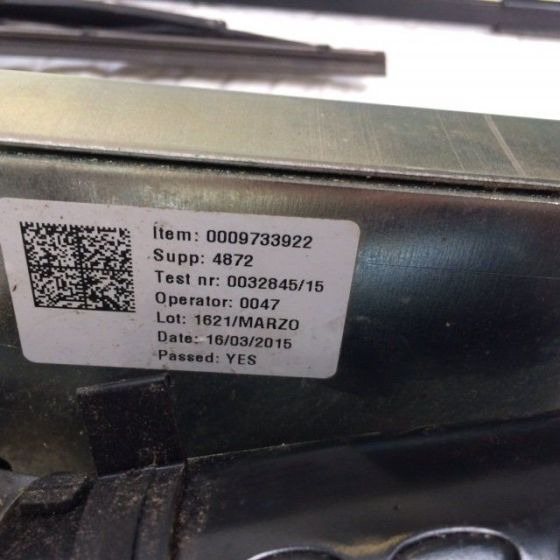 Item: 0009733922
Supp: 4872
Test nr: 0032845/15
Operator: 0047
Lot: 1621/MARZO
Date: 16/03/2015
Passed: YES